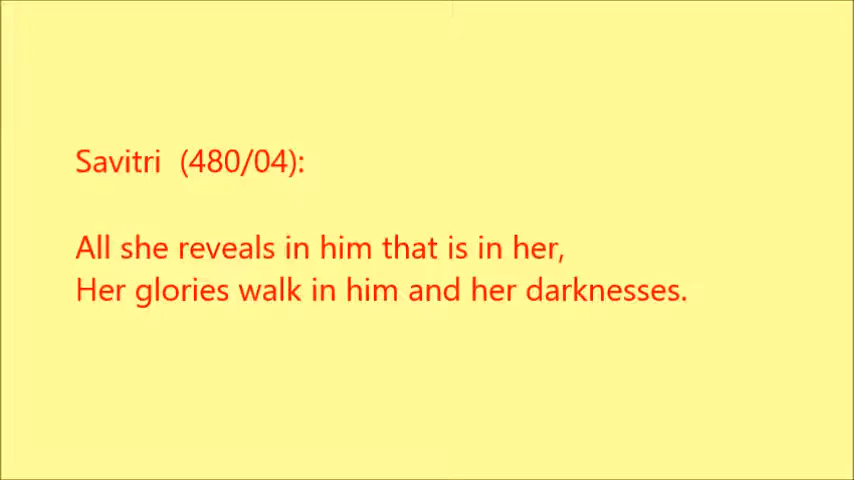 Savitri  (480/04):
All she reveals in him that is in her,
Her glories walk in him and her darknesses.